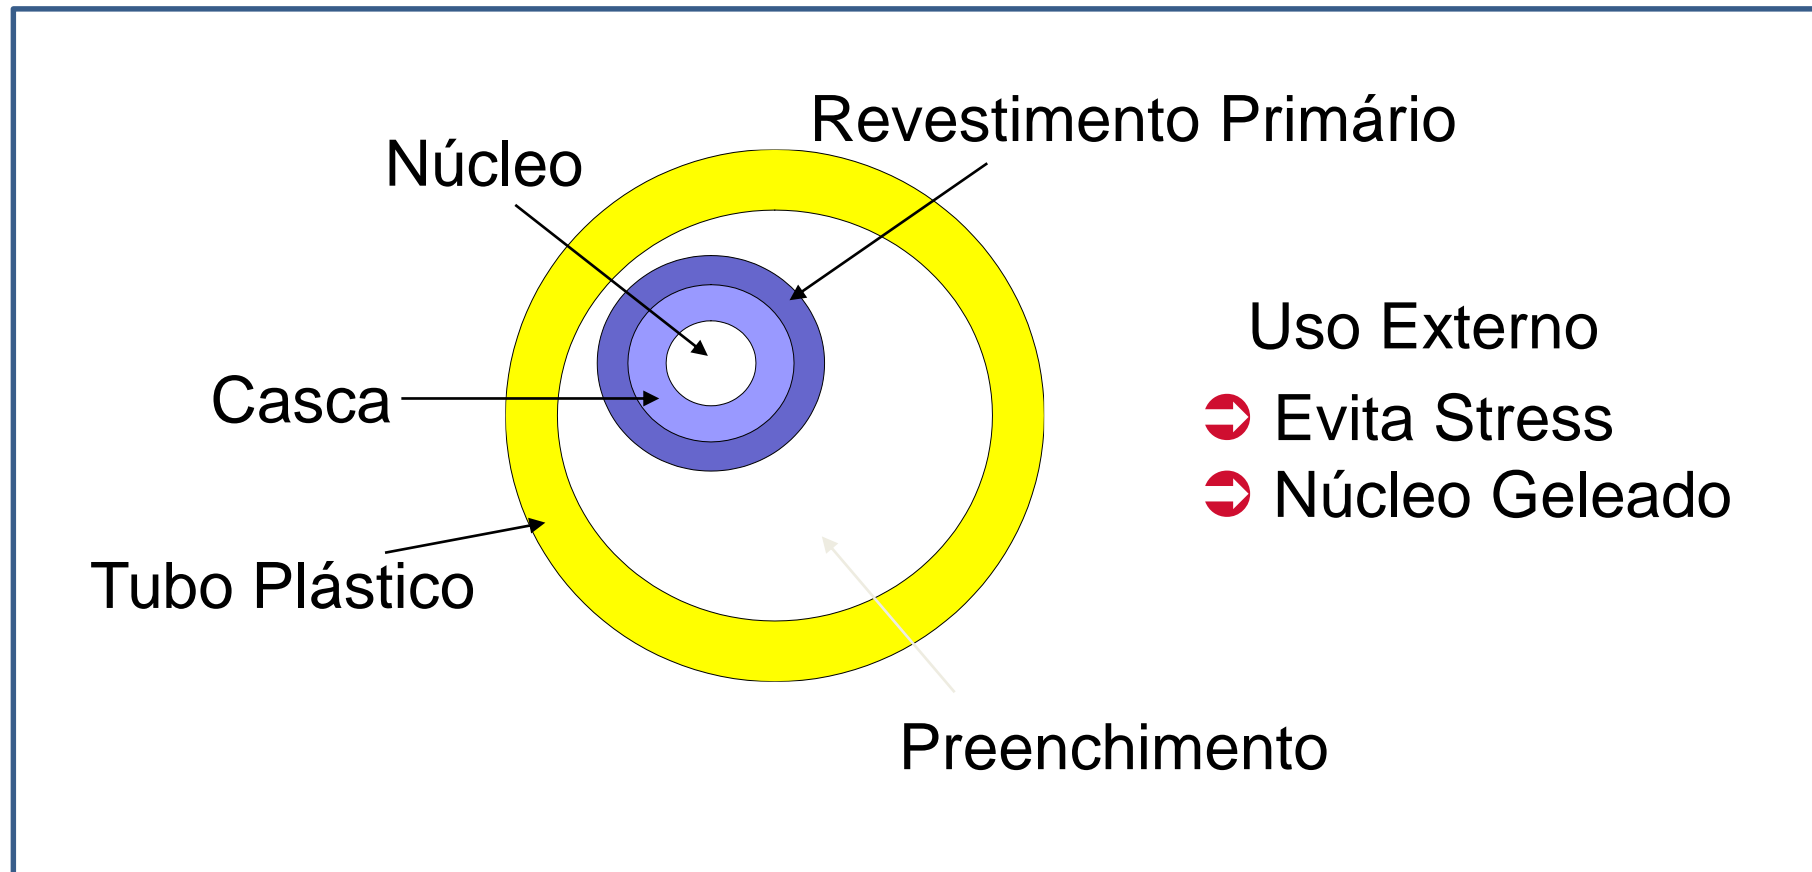 Revestimento Primário
Núcleo
Uso Externo
Casca
Evita Stress
Núcleo Geleado
Tubo Plástico
Preenchimento